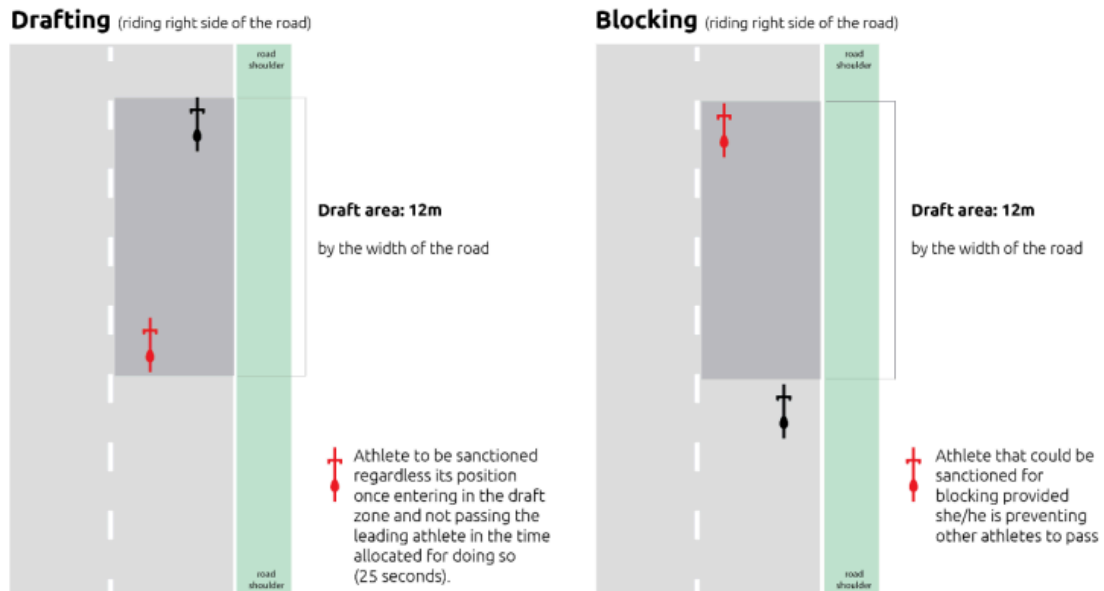 Drafting (riding right side of the road)
road
shoulder
Draft area: 12m
by the width of the road
Athlete to be sanctioned
regardless its position
once entering in the draft
zone and not passing the
leading athlete in the time
allocated for doing so
(25 seconds).
road
shoulder
Blocking (riding right side of the road)
road
shoulder
Draft area: 12m
by the width of the road
Athlete that could be
sanctioned for
blocking provided
she/he is preventing
other athletes to pass
road
shoulder